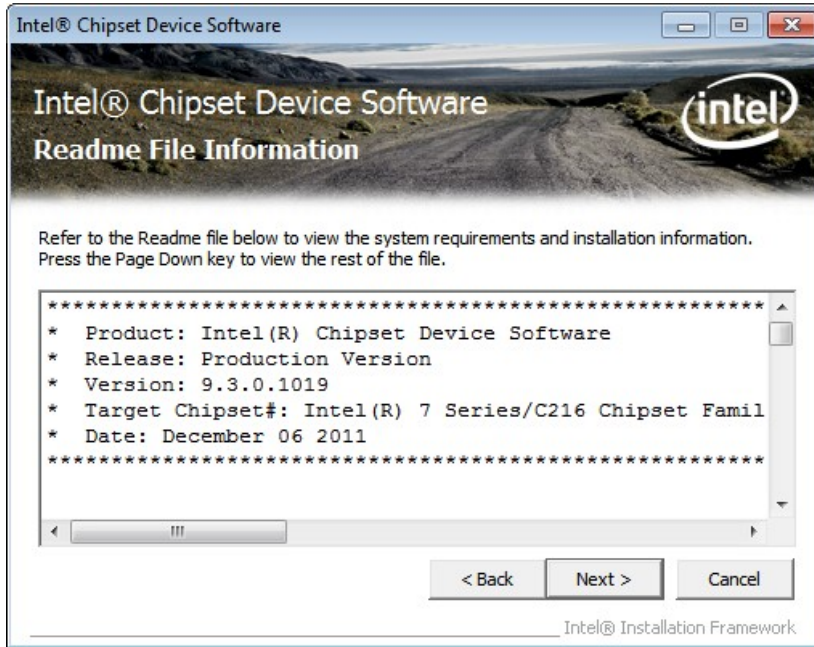 Intel® Chipset Device Software
Intel® Chipset Device Software
intel
Readme File Information
Refer to the Readme file below to view the system requirements and installation information.
Press the Page Down key to view the rest of the file.
************************************************************
* Product: Intel(R) Chipset Device Software
* Release: Production Version
* Version: 9.3.0.1019
* Target Chipset#: Intel(R) 7 Series/C216 Chipset Famil
* Date: December 06 2011
************************************************************
< Back Next > Cancel
Intel® Installation Framework